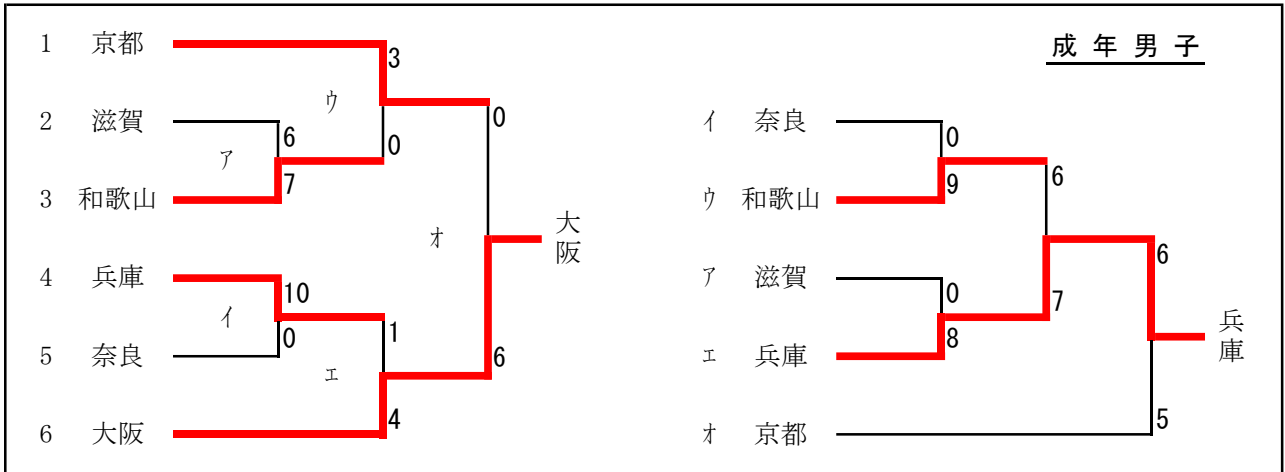 成年男子
1 京都
3
ウ
0
2 滋賀
6
ア
0
7
3 和歌山
オ
大阪
4 兵庫
10
イ
1
0
5 奈良
6
エ
4
6 大阪
イ 奈良
0
6
9
ウ 和歌山
6
ア 滋賀
0
7
8
兵庫
エ 兵庫
5
オ 京都